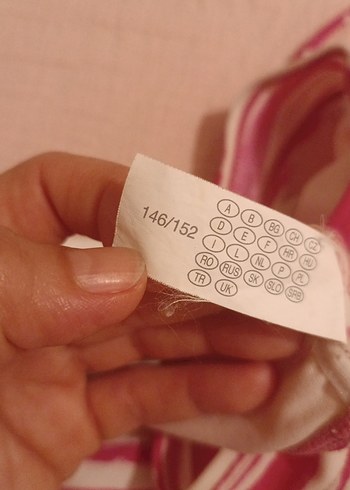 146/152
A B BG CH CZ
D E F HR HU
I L NL P PL
RO RUS SK SLO SRB
TR UK